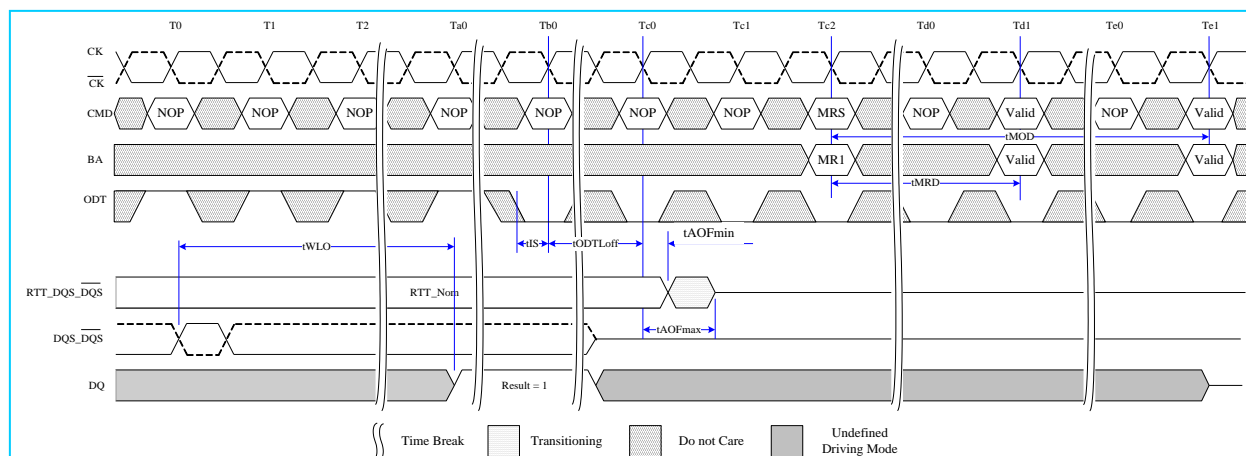 T0 T1 T2 Ta0 Tb0 Tc0 Tc1 Tc2 Td0 Td1 Te0 Te1
CK
CK
CMD NOP NOP NOP NOP NOP NOP NOP MRS NOP Valid NOP Valid
tMOD
BA MR1 Valid Valid
tMRD
ODT
tAOFmin
tWLO tIS tODTLoff
RTT_DQS_DQS RTT_Nom
DQS_DQS tAOFmax
DQ Result = 1
Time Break Transitioning Do not Care Undefined
Driving Mode